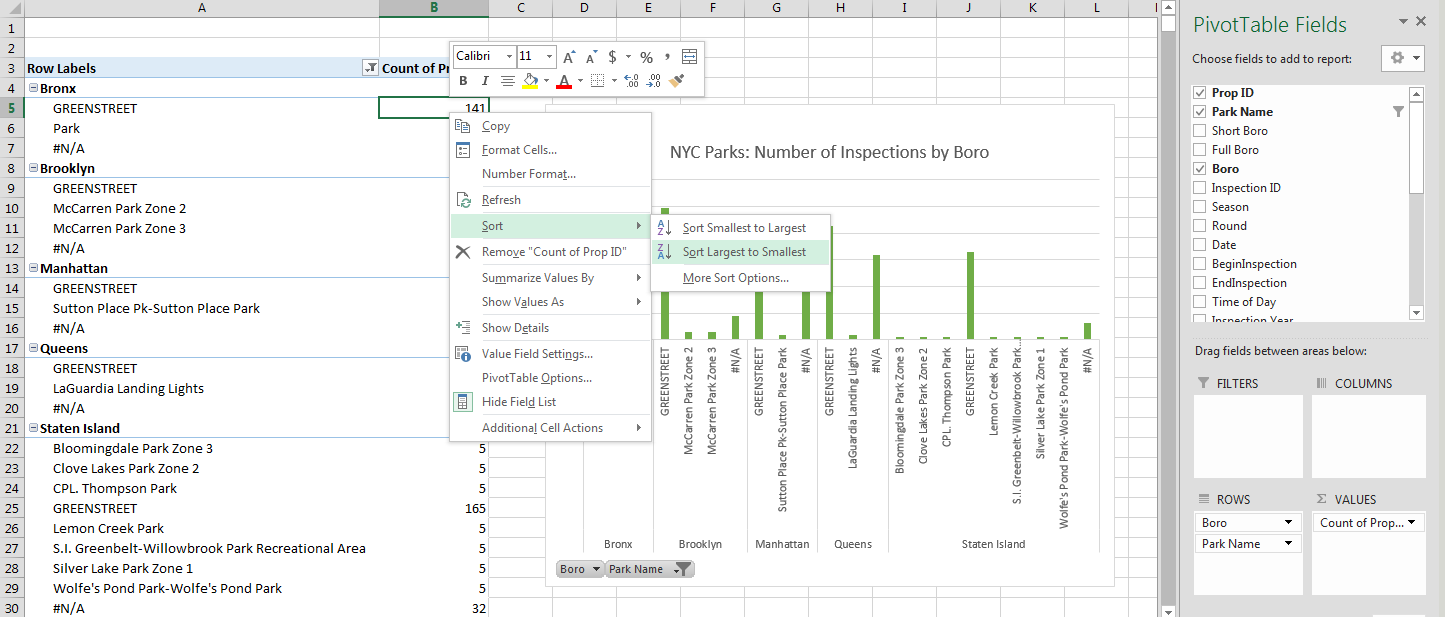 A B C D E F G H I J K L
1
2
3 Row Labels Count of Pr
4 Bronx
5 GREENSTREET 141
6 Park
7 #N/A
8 Brooklyn
9 GREENSTREET
10 McCarren Park Zone 2
11 McCarren Park Zone 3
12 #N/A
13 Manhattan
14 GREENSTREET
15 Sutton Place Pk-Sutton Place Park
16 #N/A
17 Queens
18 GREENSTREET
19 LaGuardia Landing Lights
20 #N/A
21 Staten Island
22 Bloomingdale Park Zone 3 5
23 Clove Lakes Park Zone 2 5
24 CPL. Thompson Park 5
25 GREENSTREET 165
26 Lemon Creek Park 5
27 S.I. Greenbelt-Willowbrook Park Recreational Area 5
28 Silver Lake Park Zone 1 5
29 Wolfe's Pond Park-Wolfe's Pond Park 5
30 #N/A 32
Calibri 11 A A $ % ,
B I A .00 .00
Copy
Format Cells...
Number Format...
Refresh
Sort
Remove "Count of Prop ID"
Summarize Values By
Show Values As
Show Details
Value Field Settings...
PivotTable Options...
Hide Field List
Additional Cell Actions
Sort Smallest to Largest
Sort Largest to Smallest
More Sort Options...
NYC Parks: Number of Inspections by Boro
GREENSTREET
McCarren Park Zone 2
McCarren Park Zone 3
#N/A
GREENSTREET
Sutton Place Pk-Sutton Place Park
GREENSTREET
LaGuardia Landing Lights
#N/A
Bloomingdale Park Zone 3
Clove Lakes Park Zone 2
CPL. Thompson Park
GREENSTREET
Lemon Creek Park
S.I. Greenbelt-Willowbrook Park...
Silver Lake Park Zone 1
Wolfe's Pond Park-Wolfe's Pond Park
#N/A
Bronx Brooklyn Manhattan Queens Staten Island
Boro Park Name
PivotTable Fields
Choose fields to add to report:
Prop ID
Park Name
Short Boro
Full Boro
Boro
Inspection ID
Season
Round
Date
BeginInspection
EndInspection
Time of Day
Inspection Year
Drag fields between areas below:
FILTERS COLUMNS
ROWS Σ VALUES
Boro Count of Prop...
Park Name